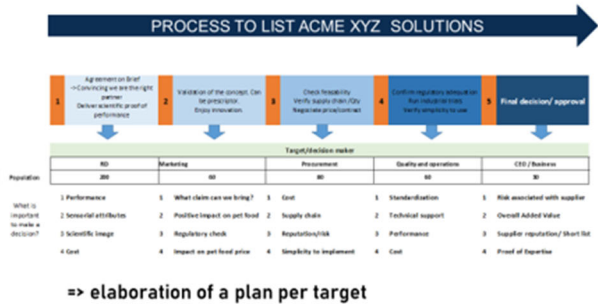 PROCESS TO LIST ACME XYZ SOLUTIONS
1
Agreement on Brief
-> Convincing we are the right
partner
Deliver scientific proof of
performance
2
Validation of the concept. Can
be prescriptor.
Enjoy innovation.
3
Check feasability
Verify supply chain /Qty
Negociate price/contract
4
Confirm regulatory adequation
Run industrial trials
Verify simplicity to use
5
Final decision/ approval
Target/decision maker
RD Marketing Procurement Quality and operations CEO / Business
Population 200 60 80 60 30
What is
important
to make a
decision?
1 Performance
2 Sensorial attributes
3 Scientific image
4 Cost
1 What claim can we bring?
2 Positive impact on pet food
3 Regulatory check
4 Impact on pet food price
1 Cost
2 Supply chain
3 Reputation/risk
4 Simplicity to implement
1 Standardization
2 Technical support
3 Performance
4 Cost
1 Risk associated with supplier
2 Overall Added Value
3 Supplier reputation/ Short list
4 Proof of Expertise
=> elaboration of a plan per target